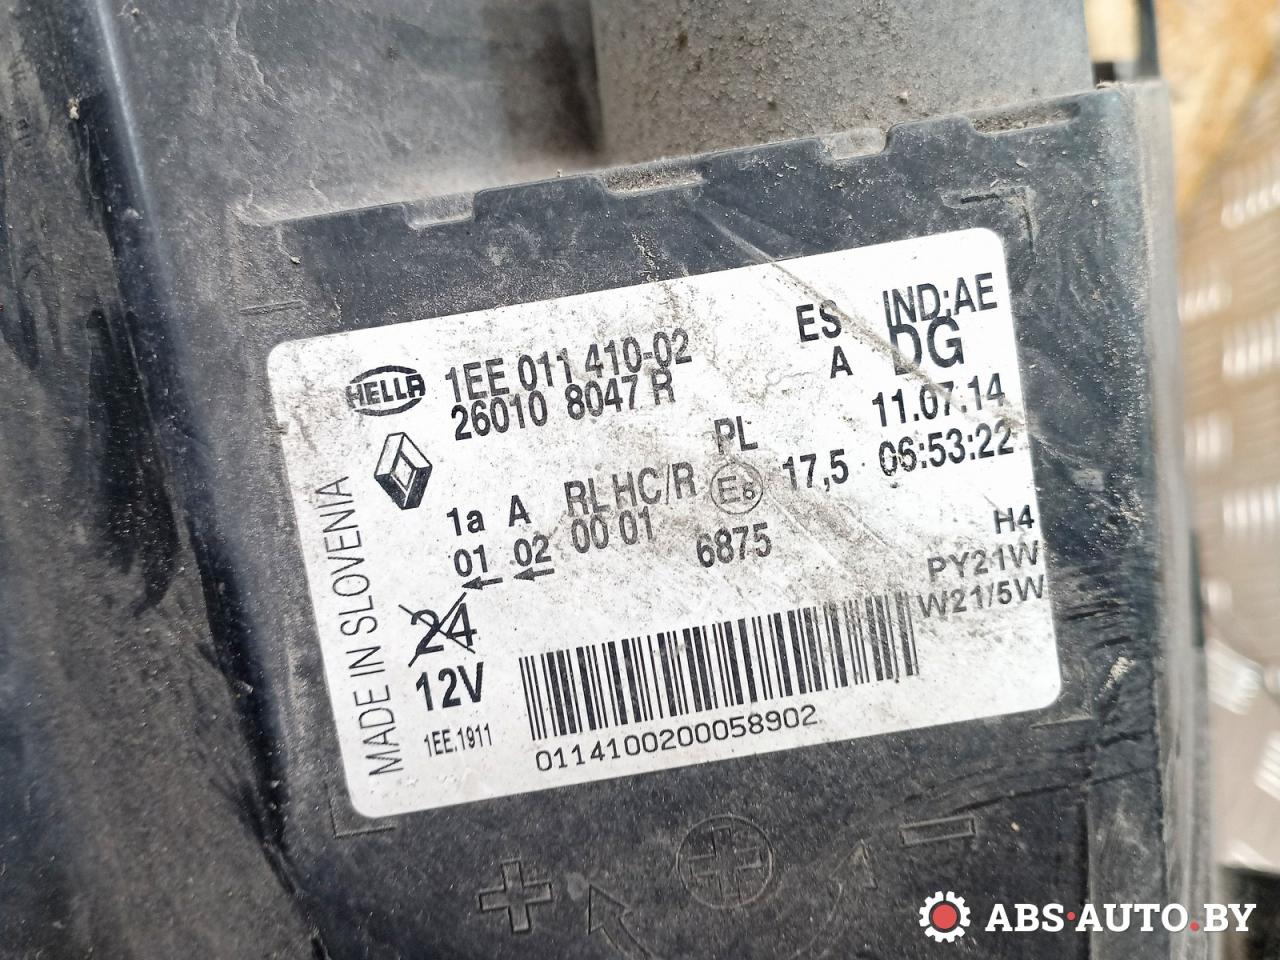 HELLA 1EE 011 410-02 ES IND:AE
26010 8047 R A DG
11.07.14
PL
1a A RL HC/R E8 17,5 06:53:22
01 02 00 01 6875 H4
PY21W
24 W21/5W
12V
1EE.1911
0114100200058902
MADE IN SLOVENIA
ABS·AUTO.BY